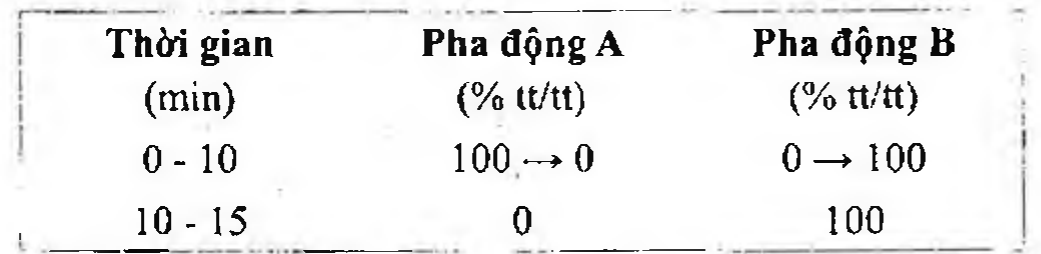 Thời gian Pha động A Pha động B
(min) (% tt/tt) (% tt/tt)
0 - 10 100 → 0 0 → 100
10 - 15 0 100